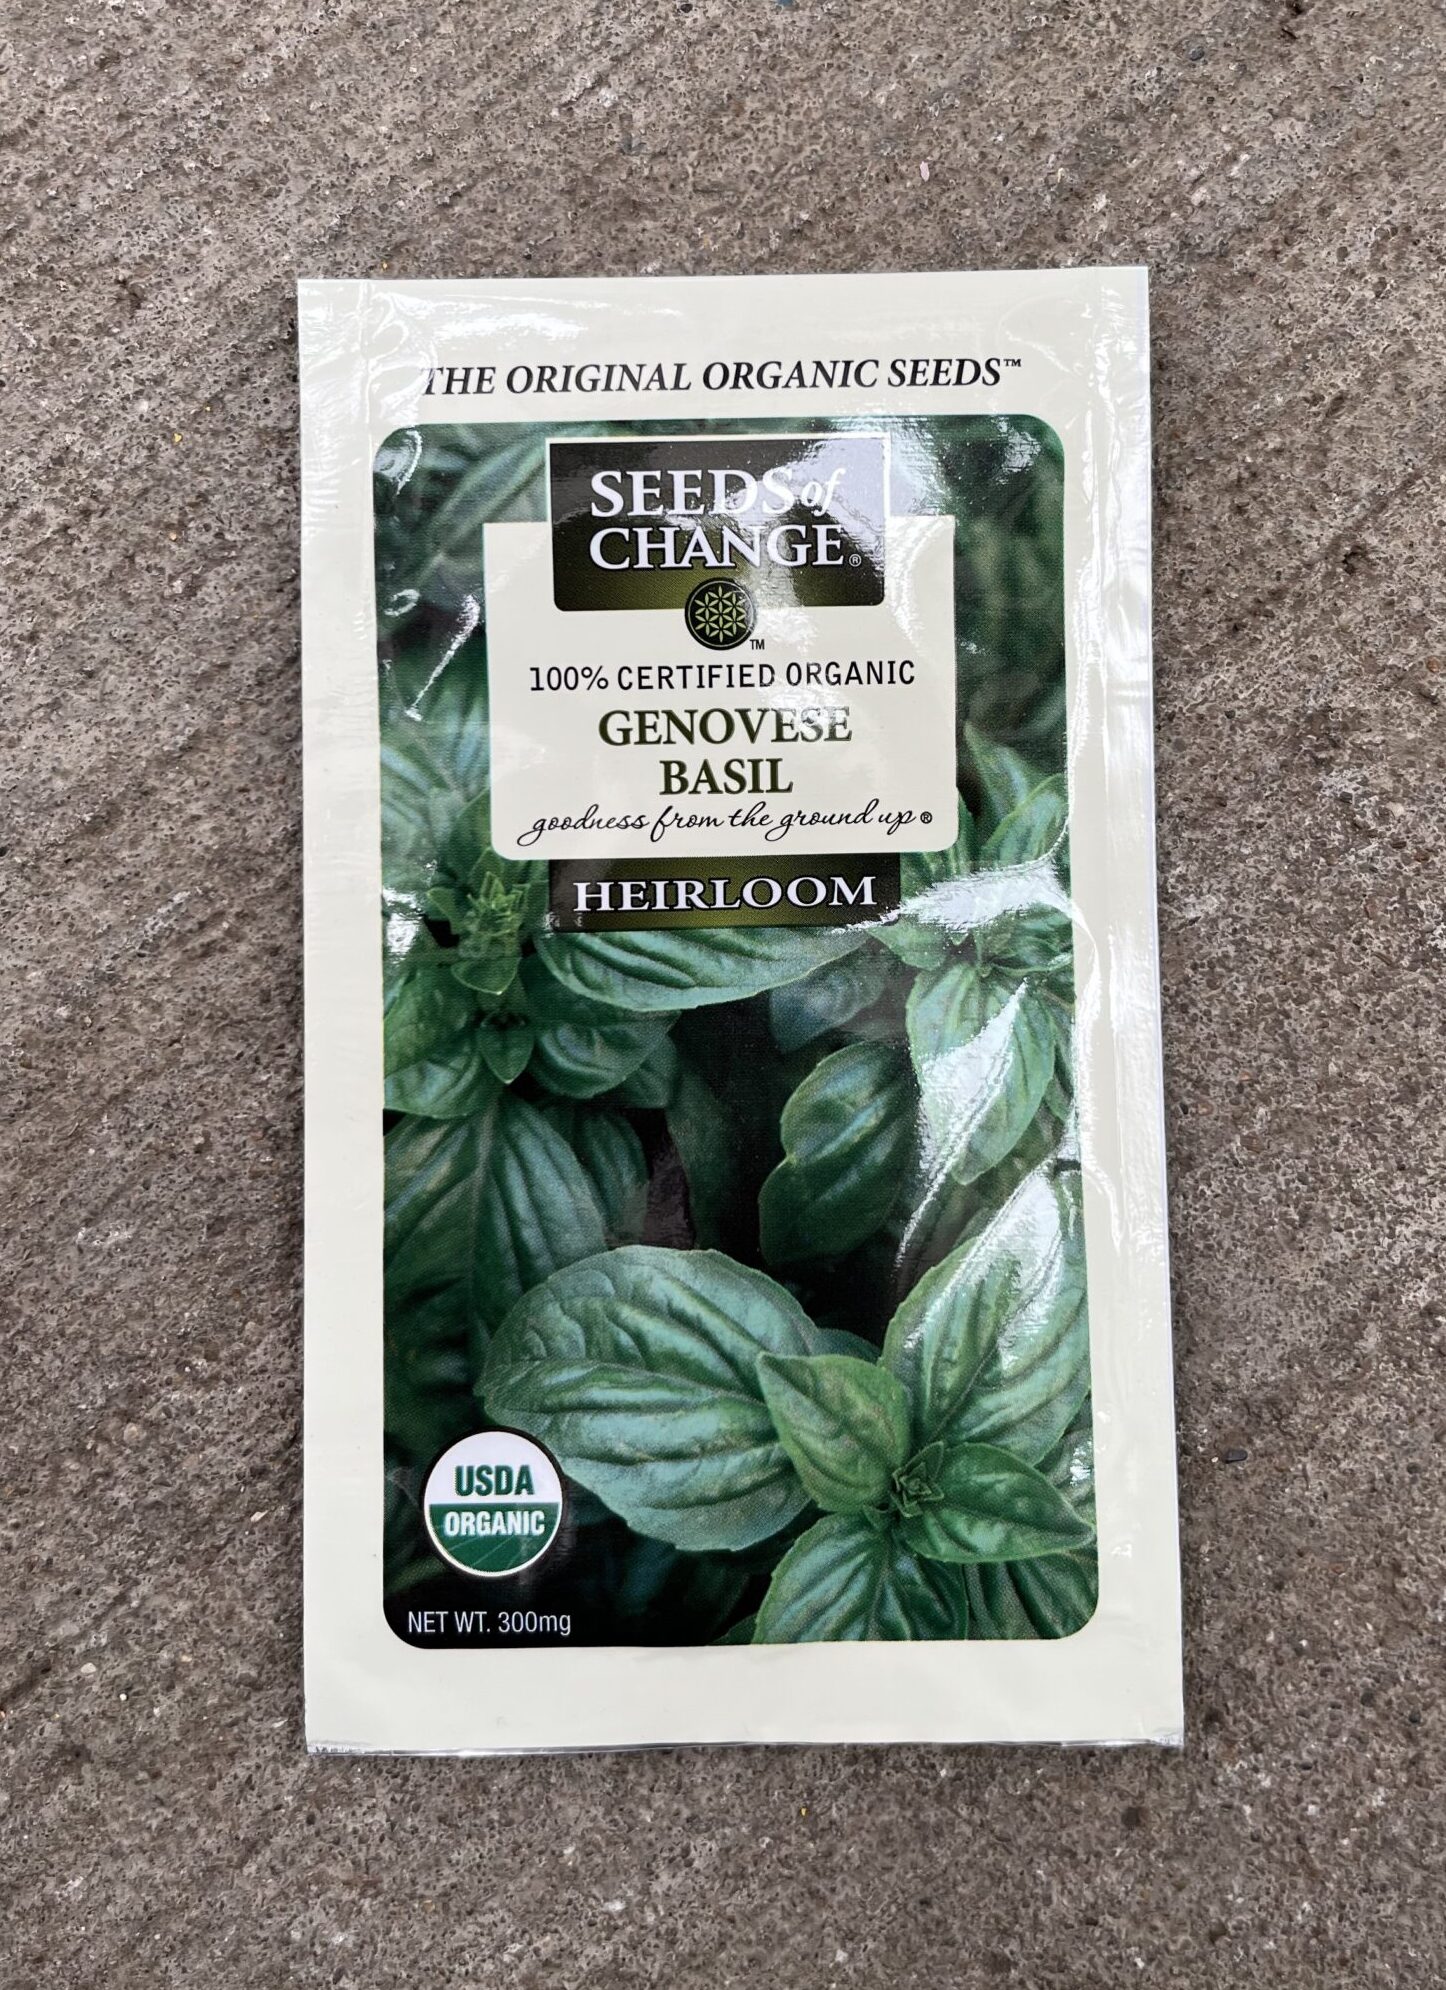 THE ORIGINAL ORGANIC SEEDS™
SEEDS of
CHANGE®
™
100% CERTIFIED ORGANIC
GENOVESE
BASIL
goodness from the ground up®
HEIRLOOM
USDA
ORGANIC
NET WT. 300mg